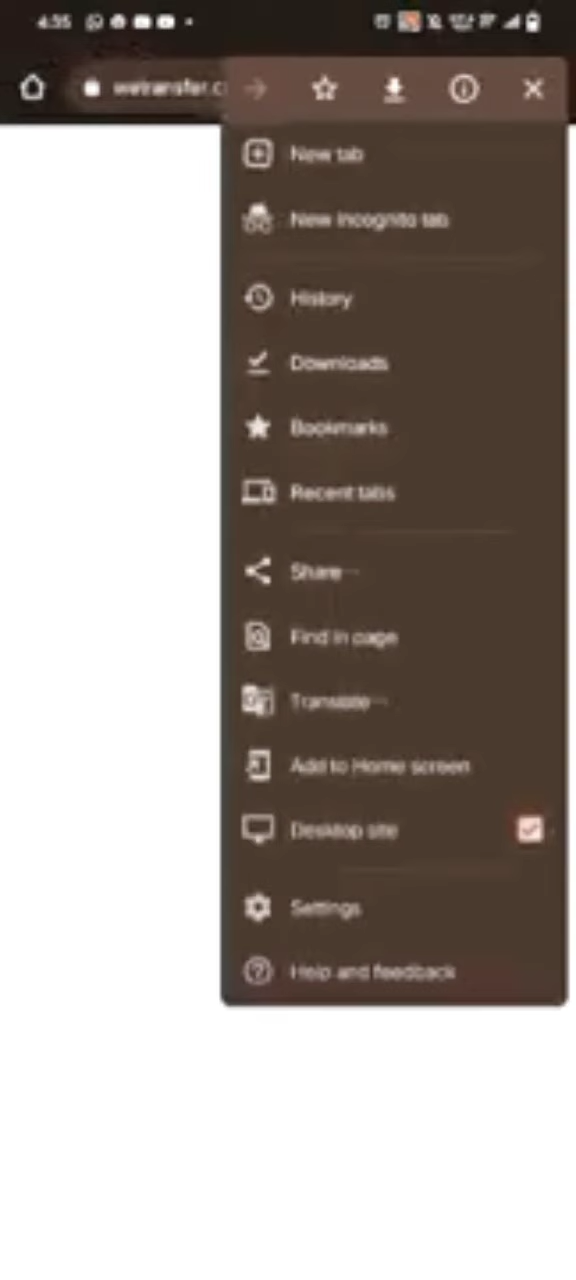 4:35
wetransfer.c
New tab
New Incognito tab
History
Downloads
Bookmarks
Recent tabs
Share...
Find in page
Translate...
Add to Home screen
Desktop site
Settings
Help and feedback